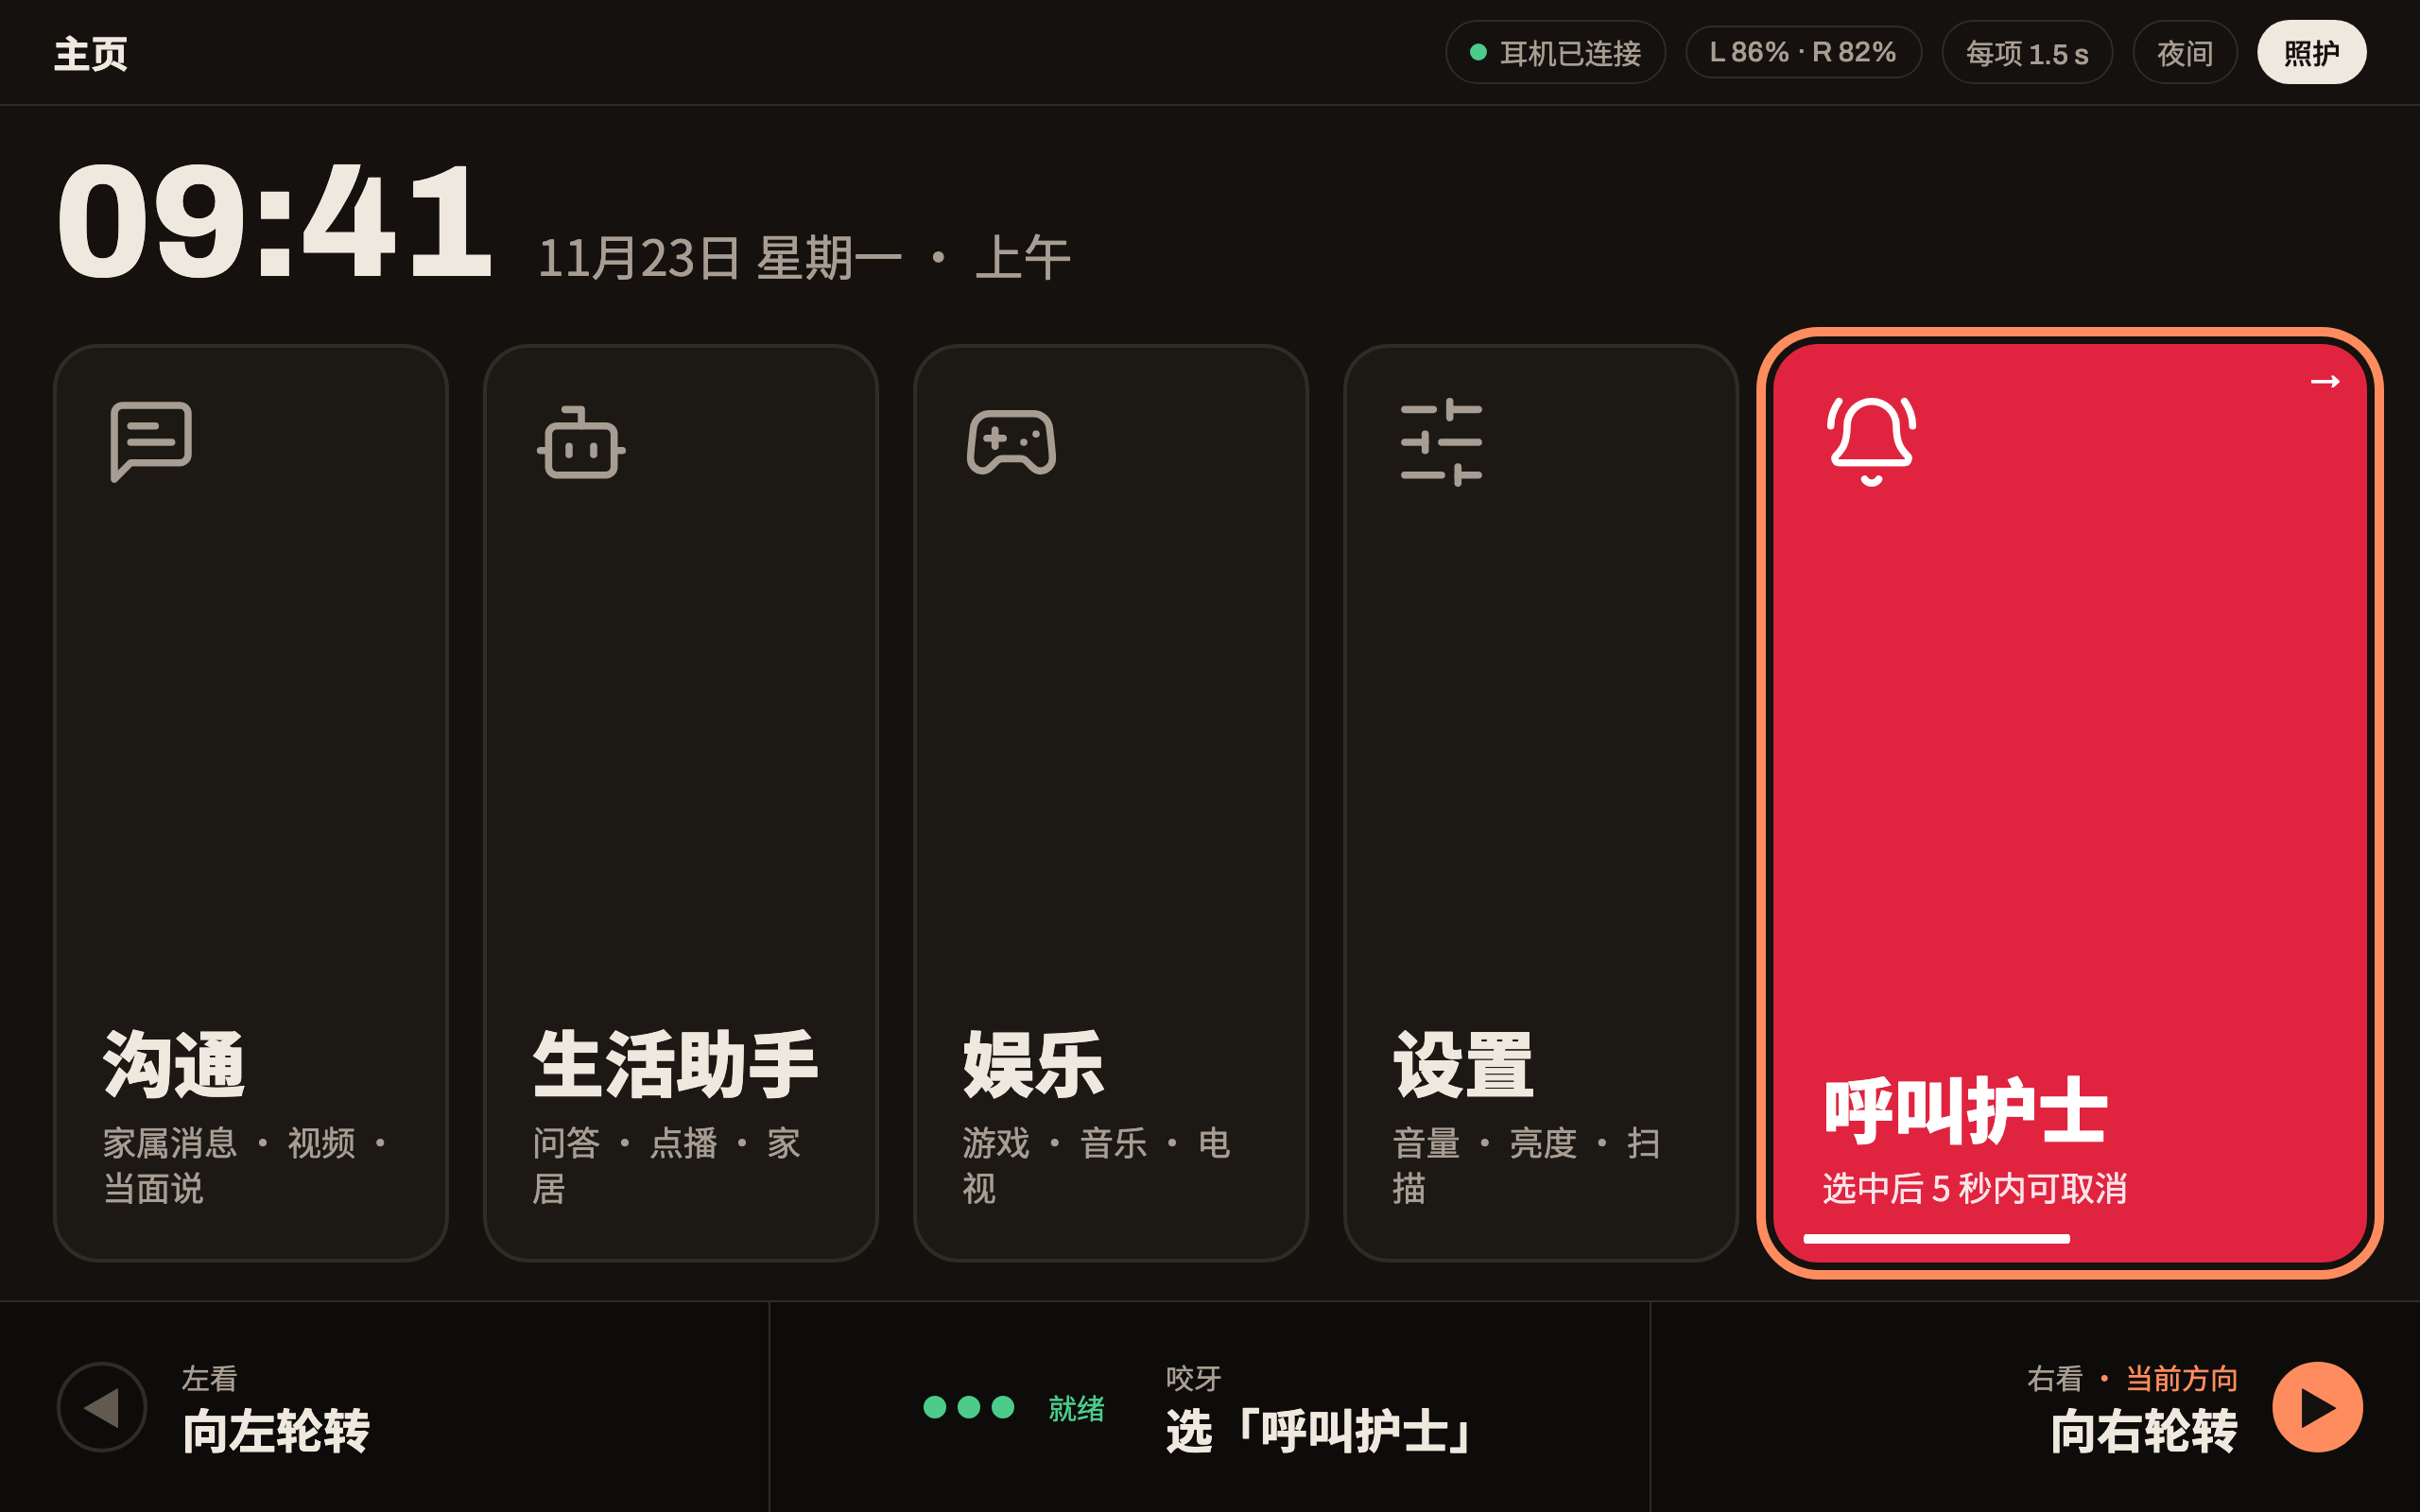 主页
耳机已连接
L 86% · R 82%
每项 1.5 s
夜间
照护
09:41
11月23日 星期一 · 上午
沟通
家属消息 · 视频 ·
当面说
生活助手
问答 · 点播 · 家
居
娱乐
游戏 · 音乐 · 电
视
设置
音量 · 亮度 · 扫
描
→
呼叫护士
选中后 5 秒内可取消
左看
向左轮转
就绪
咬牙
选「呼叫护士」
右看 · 当前方向
向右轮转